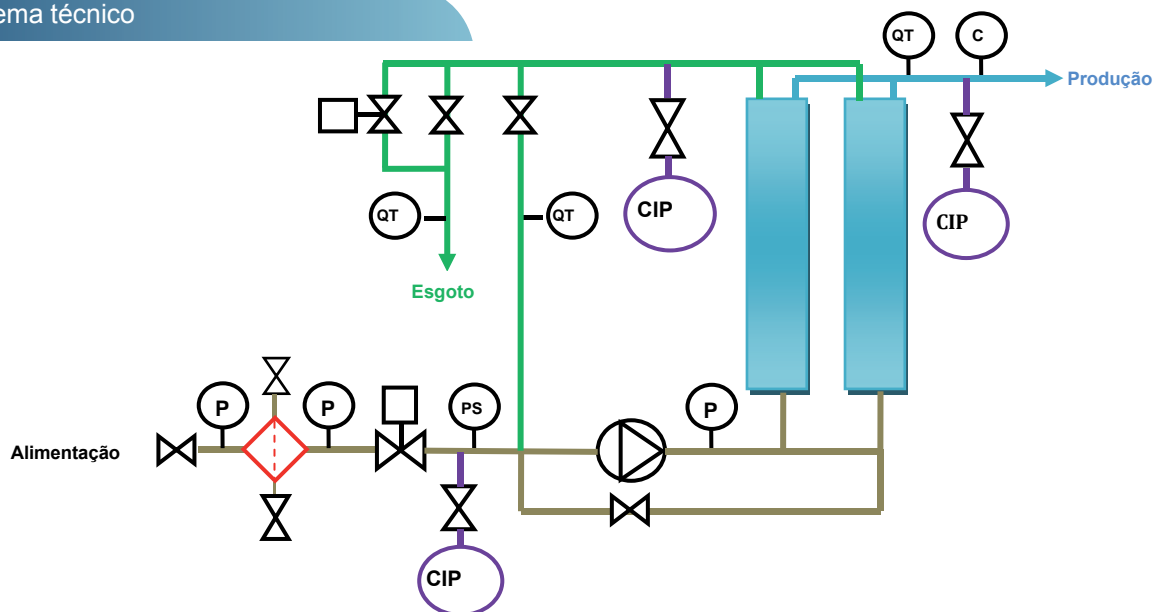 ema técnico
QT
C
Produção
CIP
CIP
QT
QT
Esgoto
P
P
PS
P
Alimentação
CIP